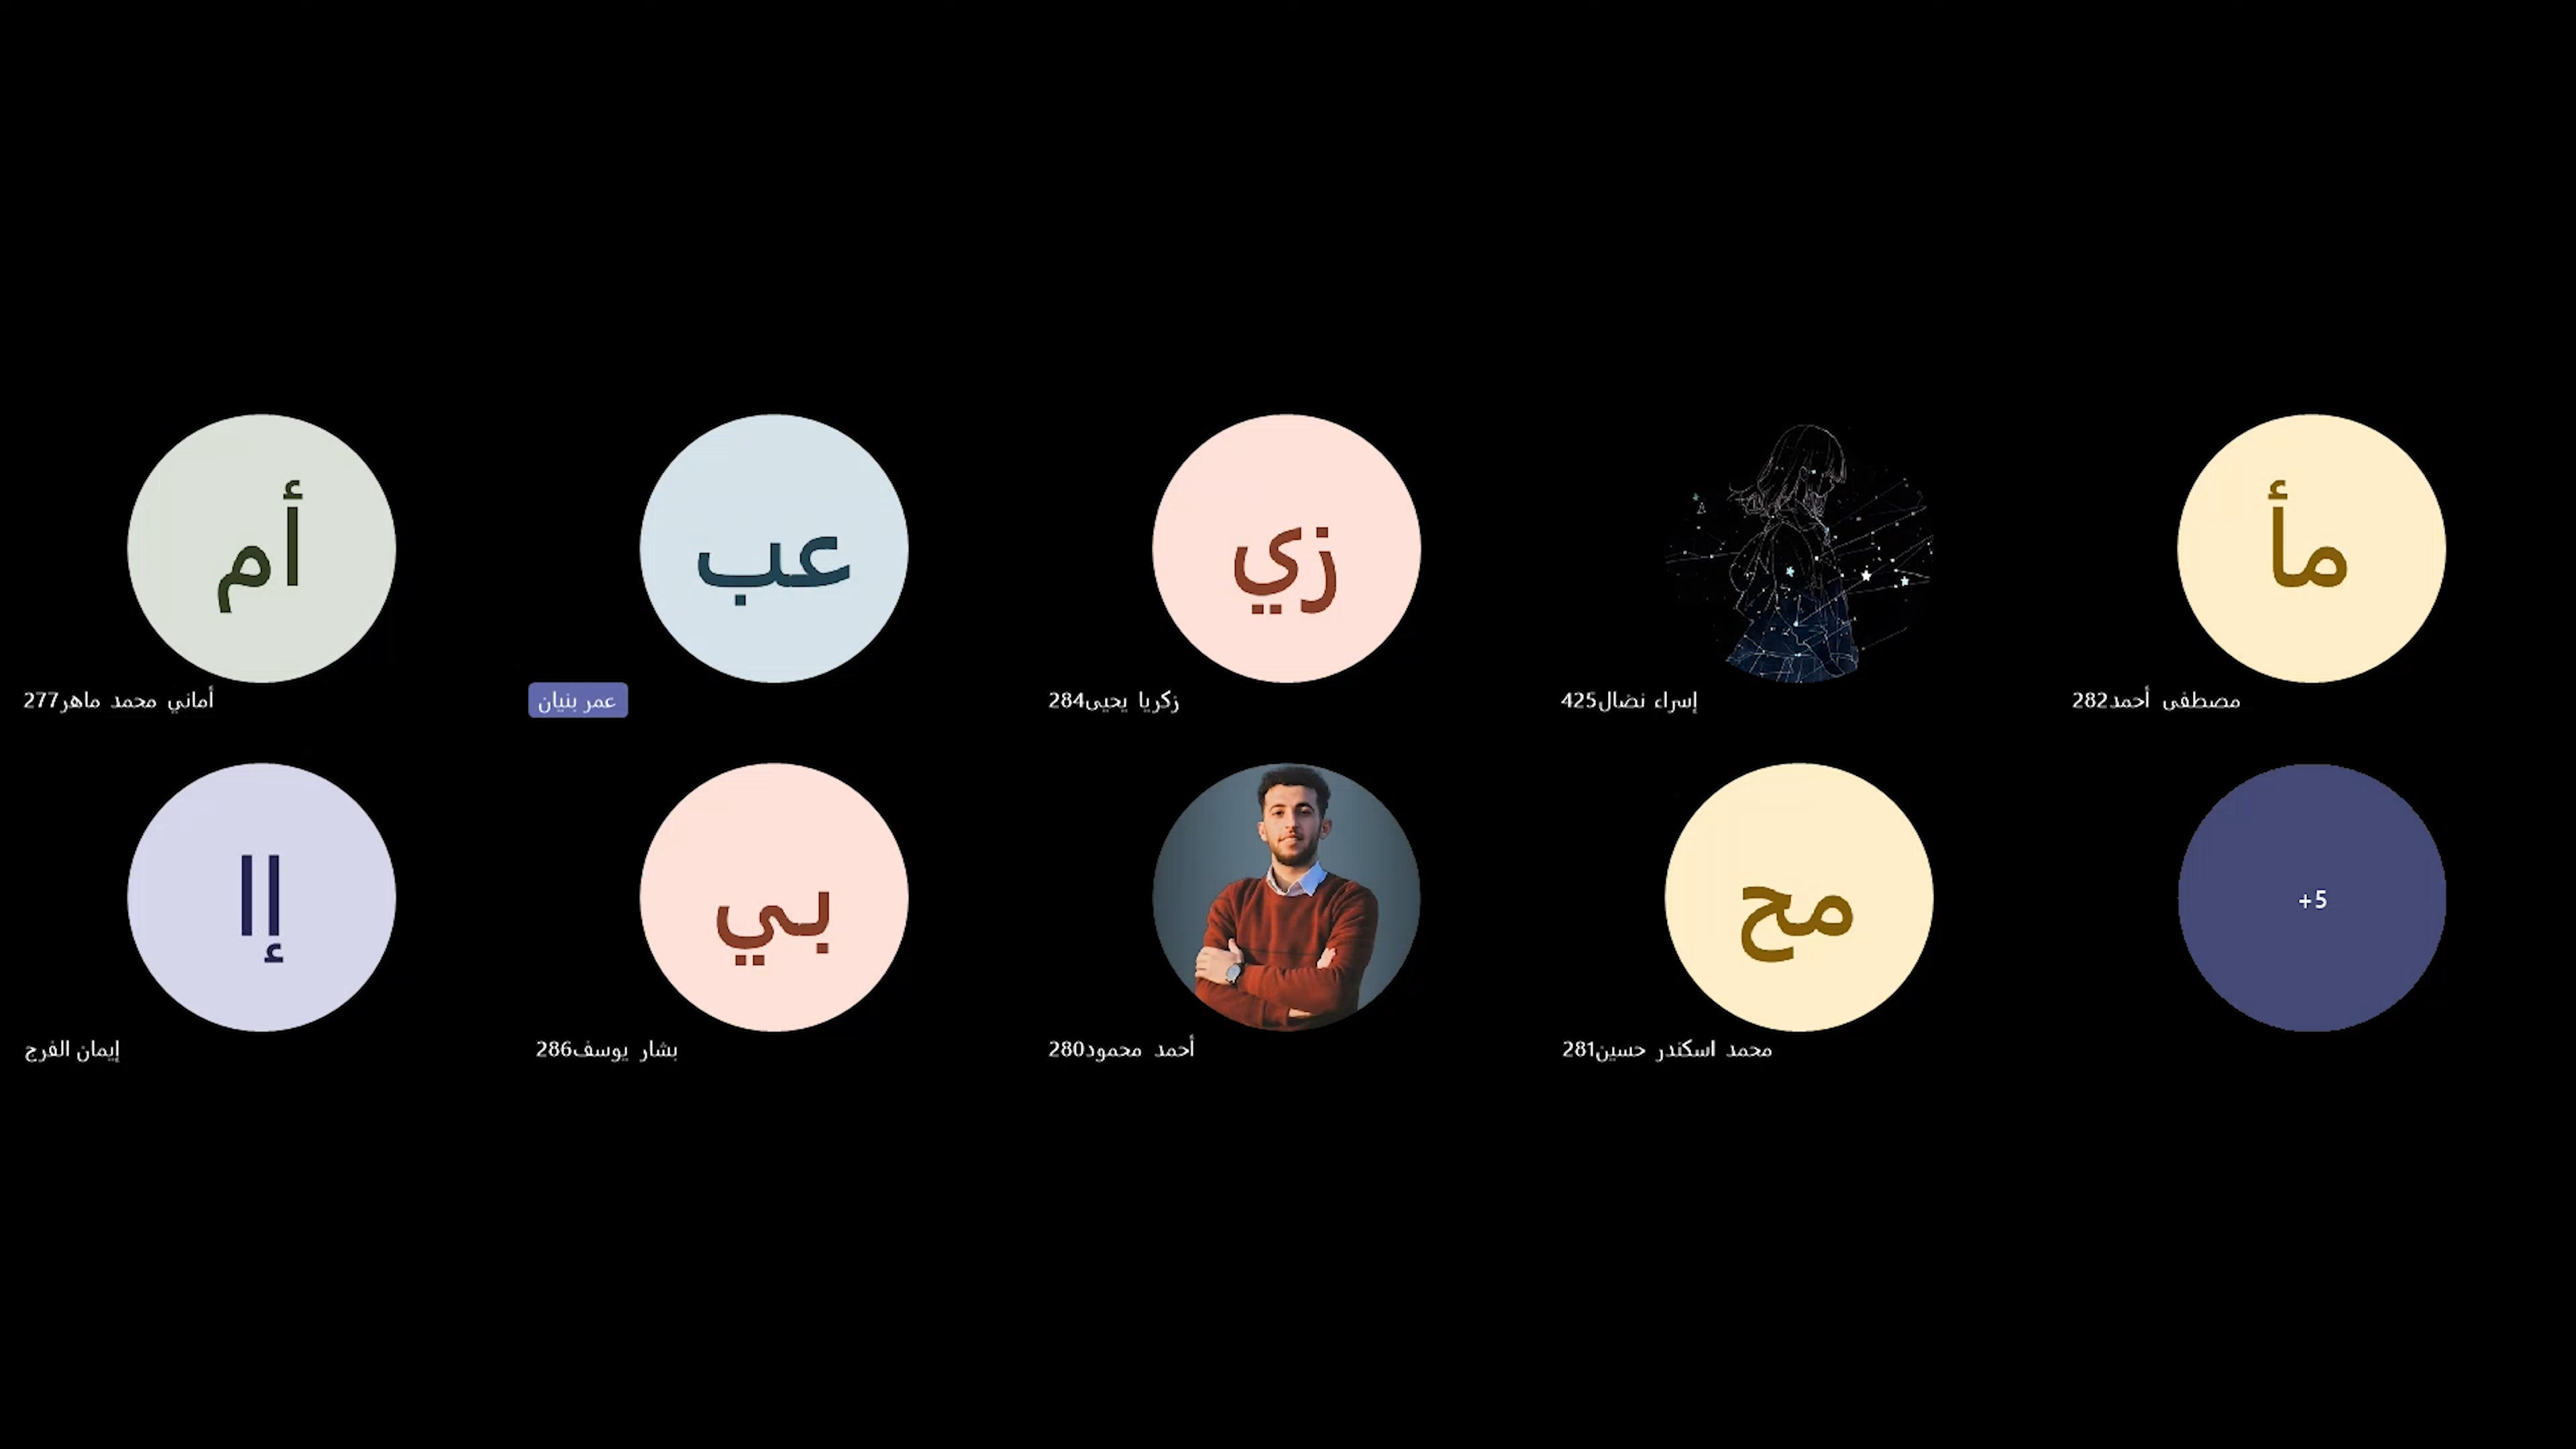 أم
عب
زي
مأ
أماني محمد ماهر277
عمر بنيان
زكريا يحيى284
إسراء نضال425
مصطفى أحمد282
إا
بي
مح
+5
إيمان الفرج
بشار يوسف286
أحمد محمود280
محمد اسكندر حسين281